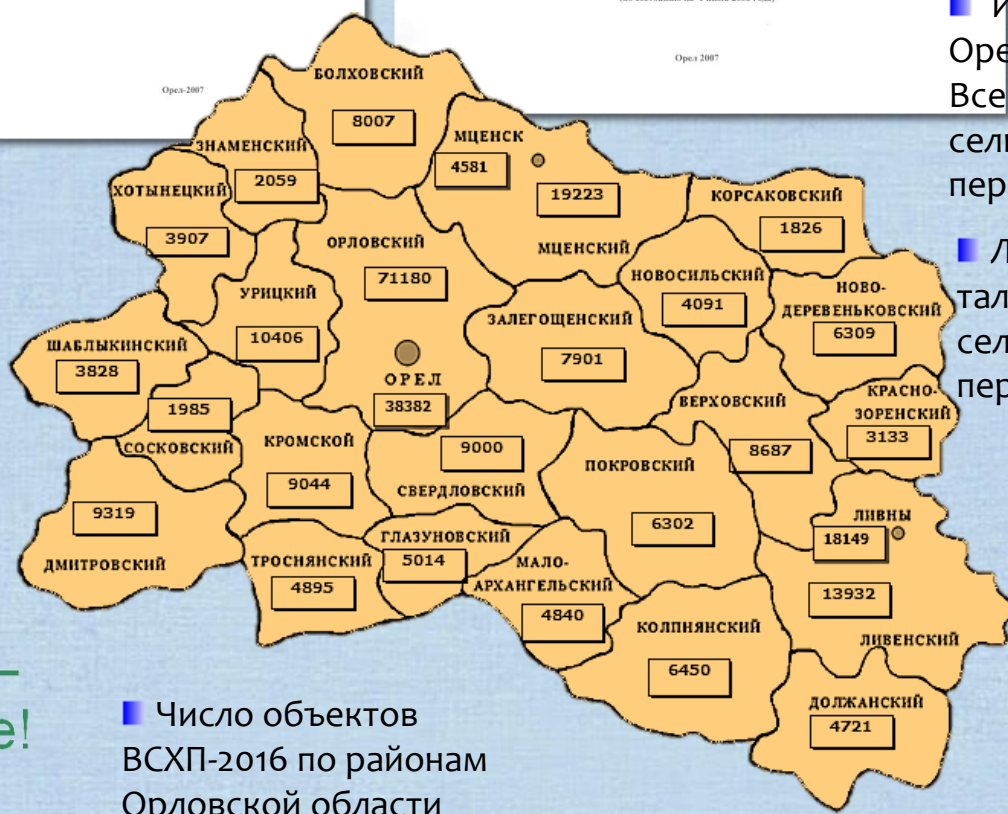 Орел-2007
Орел 2007
БОЛХОВСКИЙ
8007
МЦЕНСК
4581
19223
МЦЕНСКИЙ
ЗНАМЕНСКИЙ
2059
ХОТЫНЕЦКИЙ
3907
ОРЛОВСКИЙ
71180
КОРСАКОВСКИЙ
1826
НОВОСИЛЬСКИЙ
4091
НОВО-
ДЕРЕВЕНЬКОВСКИЙ
6309
УРИЦКИЙ
10406
ЗАЛЕГОЩЕНСКИЙ
7901
ШАБЛЫКИНСКИЙ
3828
ОРЕЛ
38382
ВЕРХОВСКИЙ
8687
КРАСНО-
ЗОРЕНСКИЙ
3133
1985
СОСКОВСКИЙ
КРОМСКОЙ
9044
9000
СВЕРДЛОВСКИЙ
ПОКРОВСКИЙ
6302
9319
ДМИТРОВСКИЙ
ТРОСНЯНСКИЙ
4895
ГЛАЗУНОВСКИЙ
5014
МАЛО-
АРХАНГЕЛЬСКИЙ
4840
ЛИВНЫ
18149
13932
ЛИВЕНСКИЙ
КОЛПНЯНСКИЙ
6450
ДОЛЖАНСКИЙ
4721
Число объектов
ВСХП-2016 по районам
Орловской области